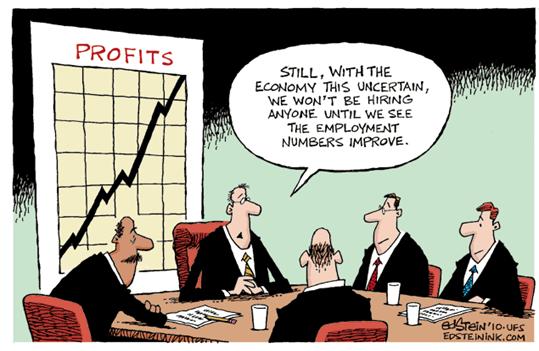 PROFITS
STILL, WITH THE
ECONOMY THIS UNCERTAIN,
WE WON'T BE HIRING
ANYONE UNTIL WE SEE
THE EMPLOYMENT
NUMBERS IMPROVE.
EdStein '10·UFS
EDSTEININK.COM